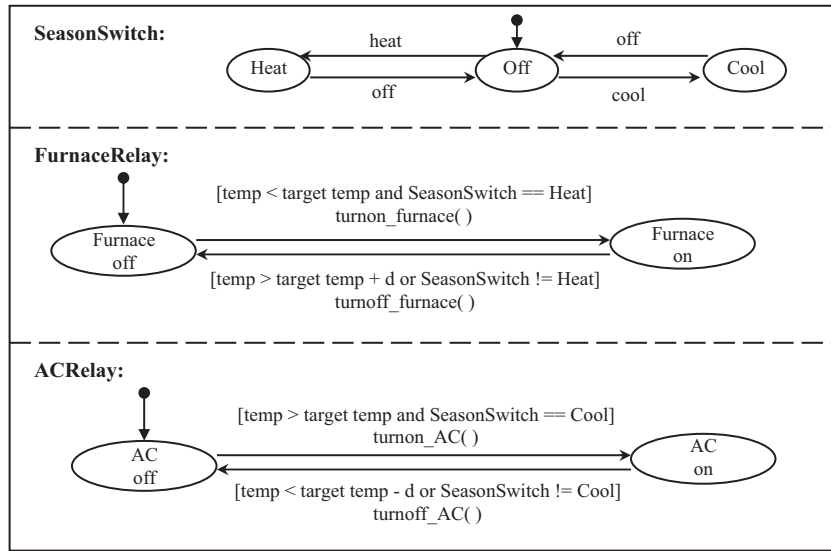 SeasonSwitch:
heat
off
Heat
Off
Cool
off
cool
FurnaceRelay:
[temp < target temp and SeasonSwitch == Heat]
turnon_furnace( )
Furnace
off
Furnace
on
[temp > target temp + d or SeasonSwitch != Heat]
turnoff_furnace( )
ACRelay:
[temp > target temp and SeasonSwitch == Cool]
turnon_AC( )
AC
off
AC
on
[temp < target temp - d or SeasonSwitch != Cool]
turnoff_AC( )